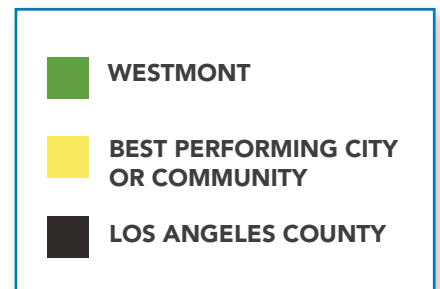 WESTMONT
BEST PERFORMING CITY
OR COMMUNITY
LOS ANGELES COUNTY